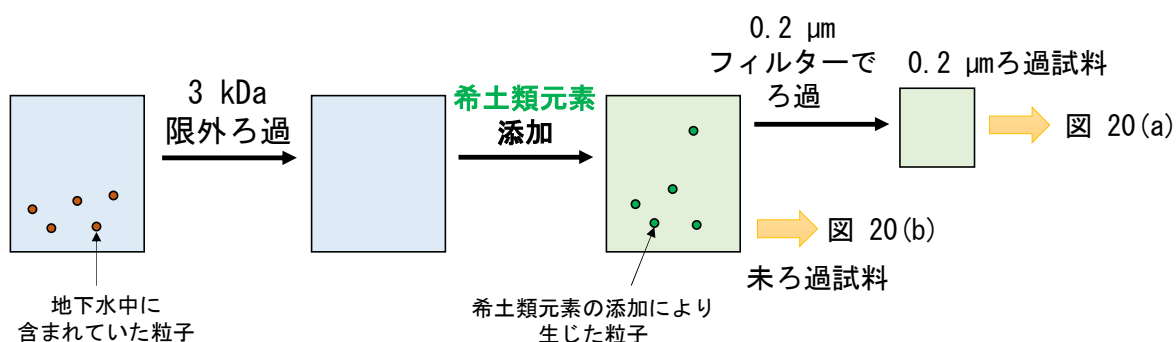 3 kDa
限外ろ過
希土類元素
添加
0.2 µm
フィルターで
ろ過
0.2 µmろ過試料
図 20(a)
図 20(b)
未ろ過試料
地下水中に
含まれていた粒子
希土類元素の添加により
生じた粒子